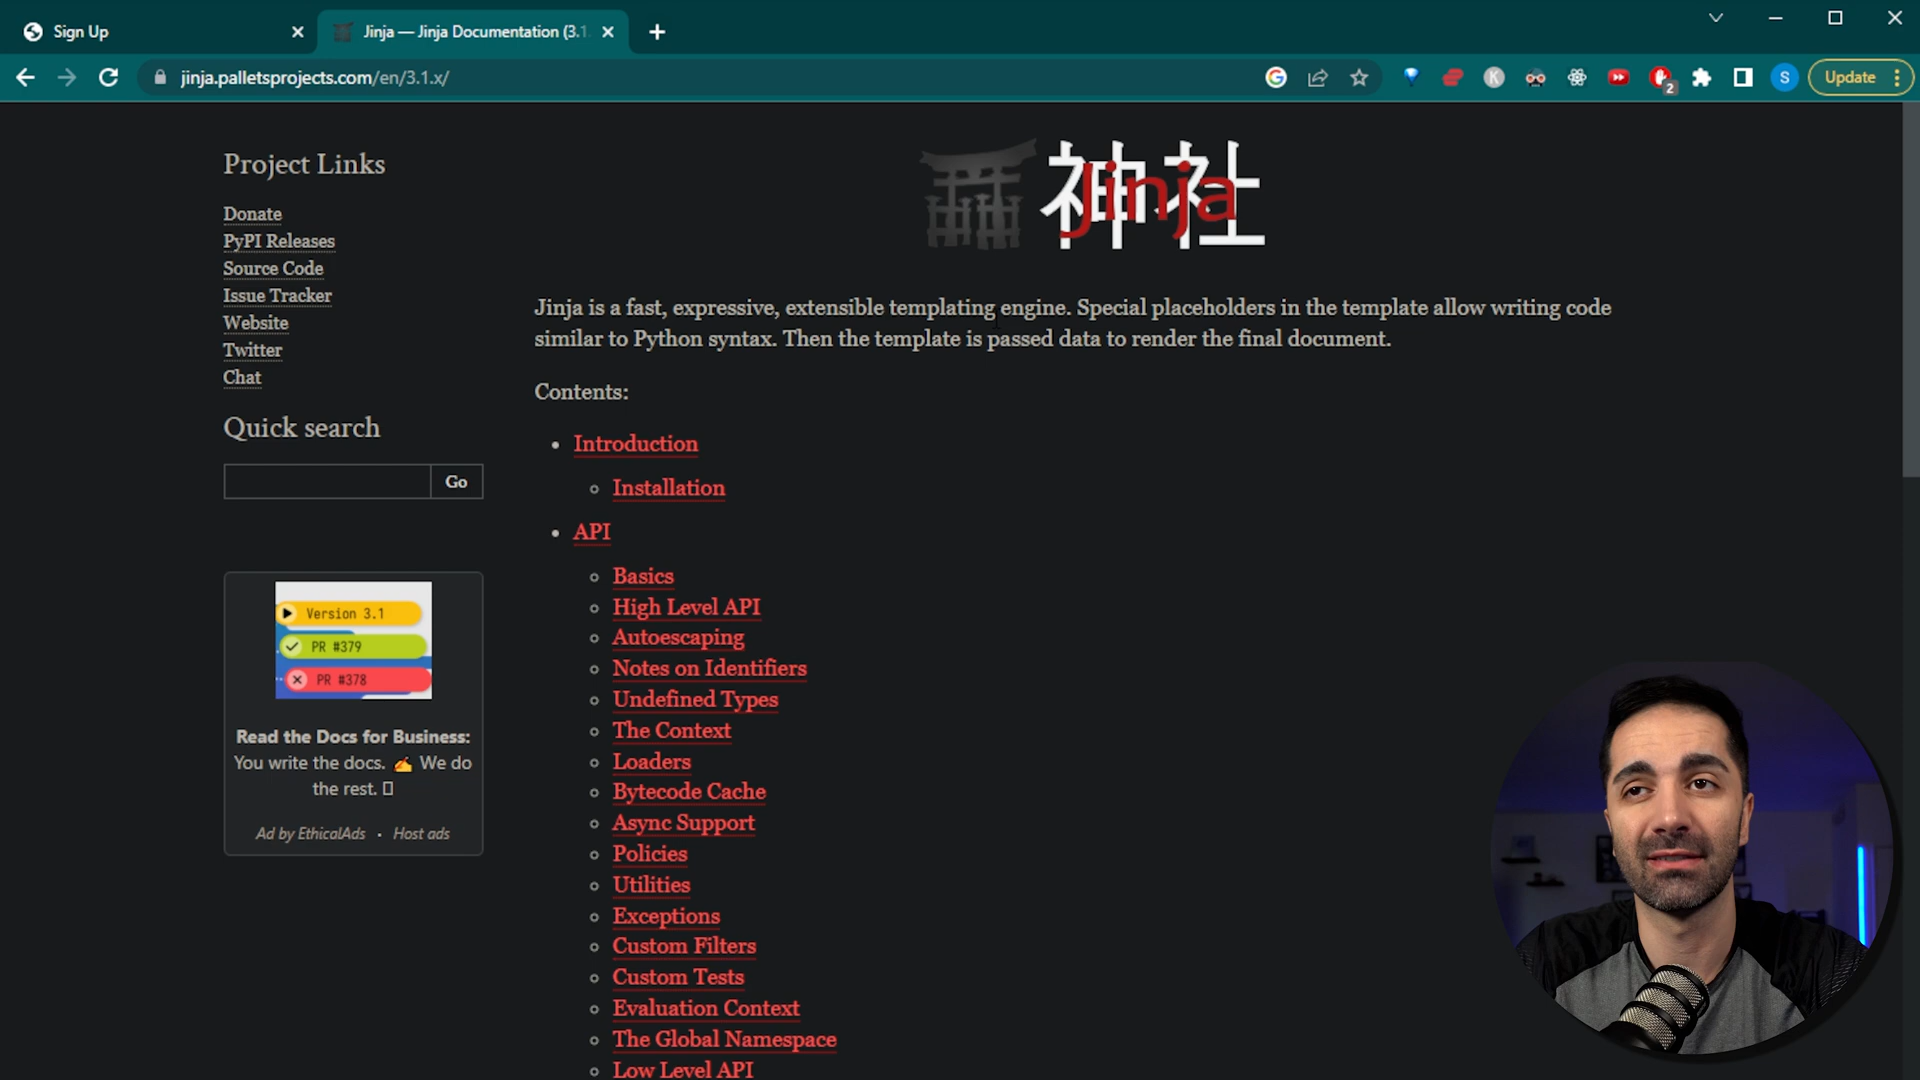 Sign Up
Jinja — Jinja Documentation (3.1.
jinja.palletsprojects.com/en/3.1.x/
K
2
S
Update
Project Links
Donate
PyPI Releases
Source Code
Issue Tracker
Website
Twitter
Chat
Quick search
Go
Version 3.1
PR #379
PR #378
Read the Docs for Business:
You write the docs. ✍ We do
the rest.
Ad by EthicalAds · Host ads
神社
Jinja
Jinja is a fast, expressive, extensible templating engine. Special placeholders in the template allow writing code
similar to Python syntax. Then the template is passed data to render the final document.
Contents:
Introduction
Installation
API
Basics
High Level API
Autoescaping
Notes on Identifiers
Undefined Types
The Context
Loaders
Bytecode Cache
Async Support
Policies
Utilities
Exceptions
Custom Filters
Custom Tests
Evaluation Context
The Global Namespace
Low Level API